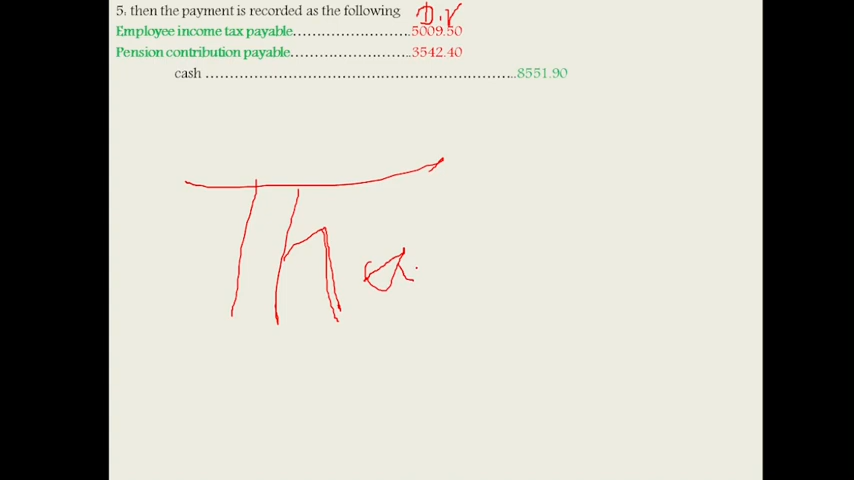 5, then the payment is recorded as the following D.V
Employee income tax payable........................5009.50
Pension contribution payable.........................3542.40
cash ................................................................8551.90
Tha